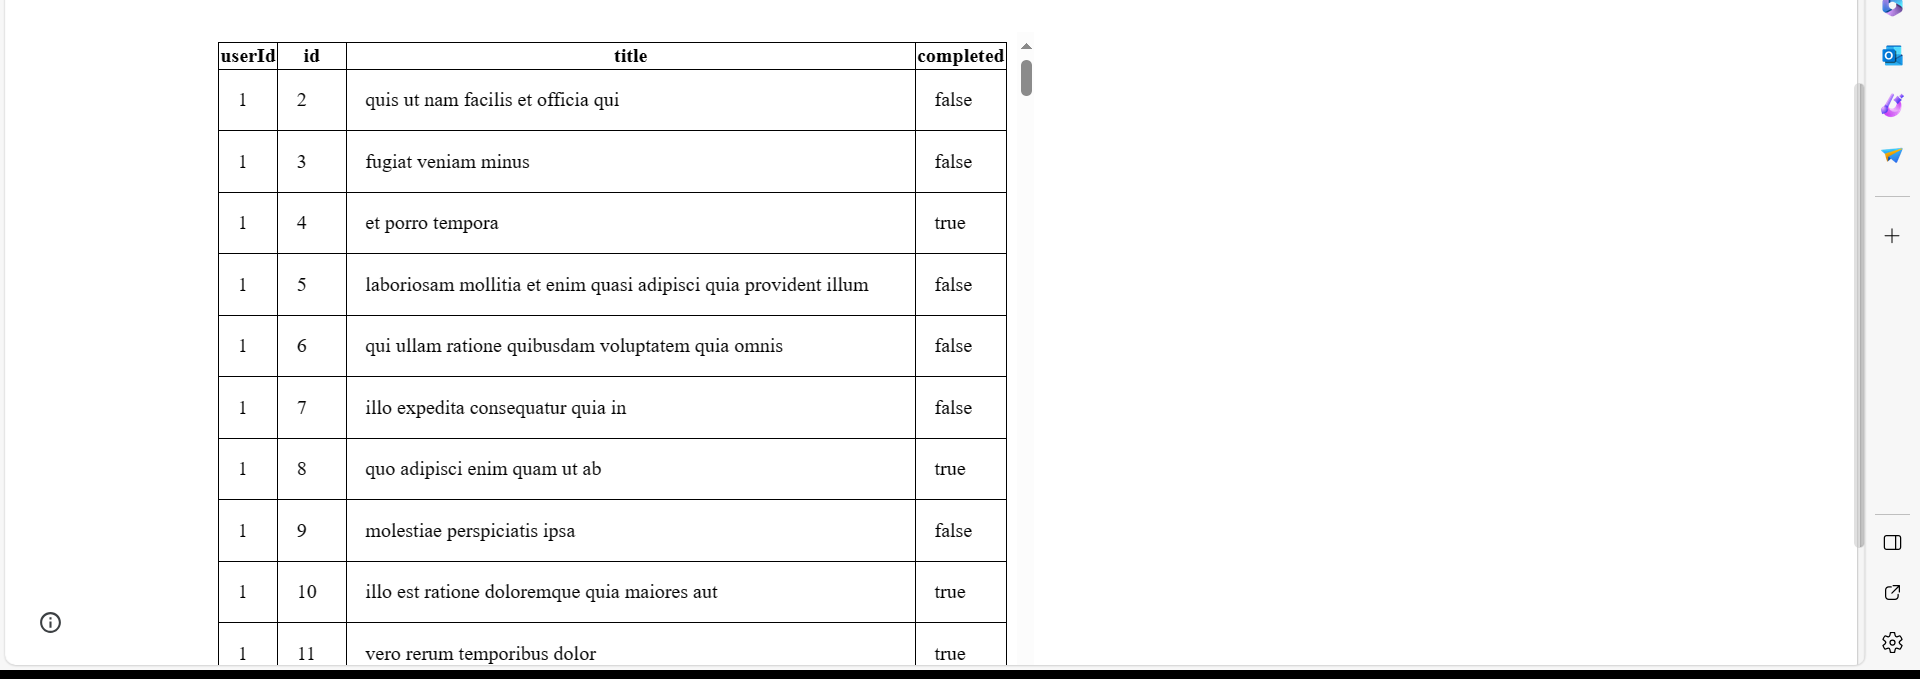 userId id title completed
1 2 quis ut nam facilis et officia qui false
1 3 fugiat veniam minus false
1 4 et porro tempora true
1 5 laboriosam mollitia et enim quasi adipisci quia provident illum false
1 6 qui ullam ratione quibusdam voluptatem quia omnis false
1 7 illo expedita consequatur quia in false
1 8 quo adipisci enim quam ut ab true
1 9 molestiae perspiciatis ipsa false
1 10 illo est ratione doloremque quia maiores aut true
1 11 vero rerum temporibus dolor true